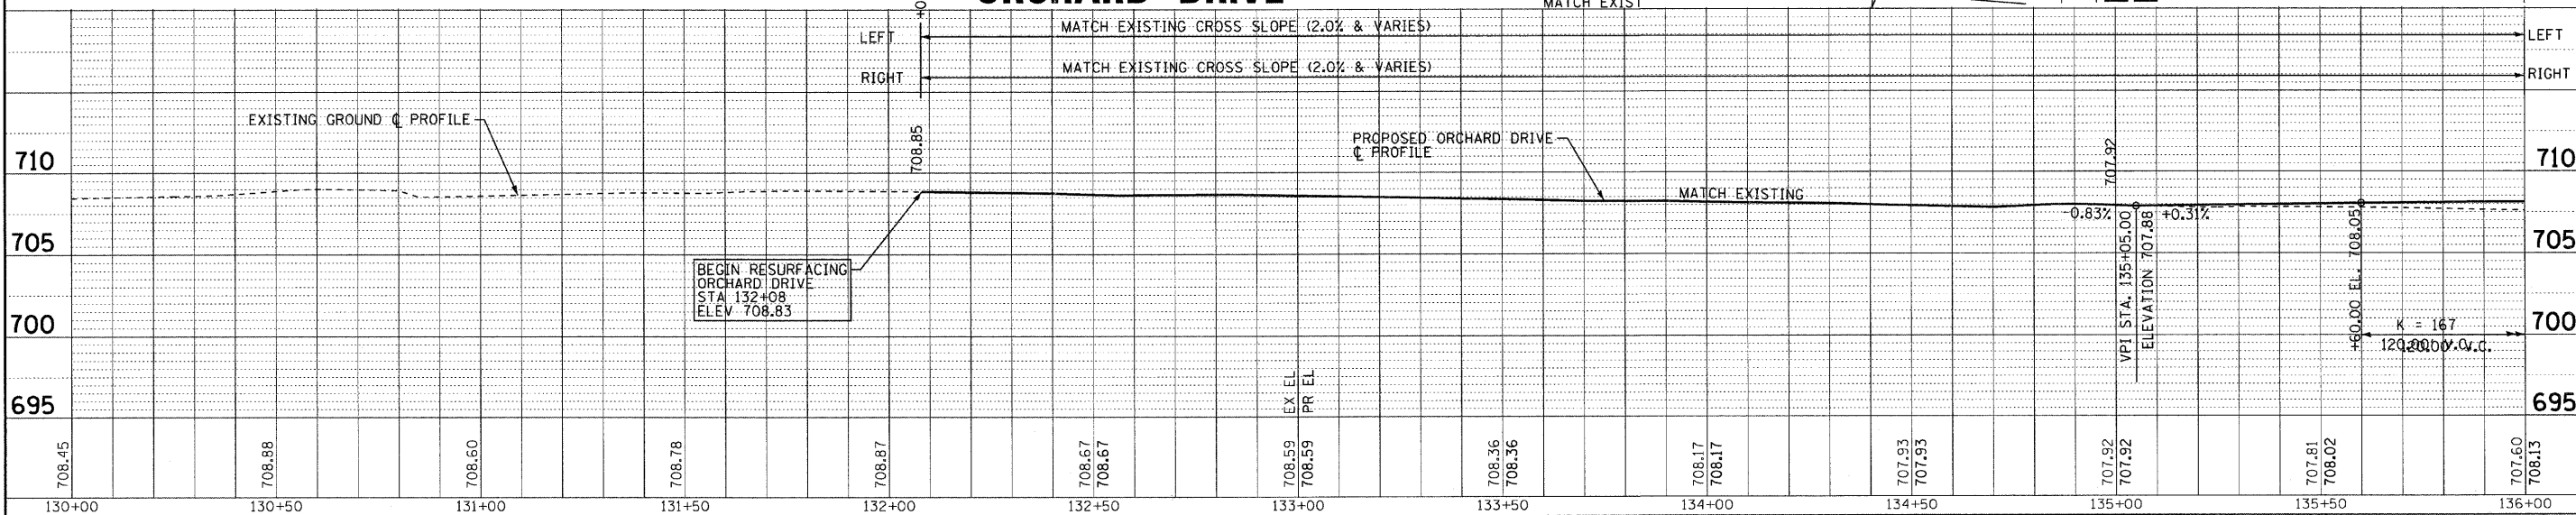 ORCHARD DRIVE
MATCH EXIST
LEFT
MATCH EXISTING CROSS SLOPE (2.0% & VARIES)
LEFT
RIGHT
MATCH EXISTING CROSS SLOPE (2.0% & VARIES)
RIGHT
EXISTING GROUND ℄ PROFILE
708.85
PROPOSED ORCHARD DRIVE
℄ PROFILE
707.92
710
710
MATCH EXISTING
-0.83%
+0.31%
705
705
BEGIN RESURFACING
ORCHARD DRIVE
STA 132+08
ELEV 708.83
VPI STA. 135+05.00
ELEVATION 707.88
+60.00 EL. 708.05
700
700
K = 167
120.00' V.C.
695
695
EX EL
PR EL
708.45
708.88
708.60
708.78
708.87
708.67
708.67
708.59
708.59
708.36
708.36
708.17
708.17
707.93
707.93
707.92
707.92
707.81
708.02
707.60
708.13
130+00
130+50
131+00
131+50
132+00
132+50
133+00
133+50
134+00
134+50
135+00
135+50
136+00